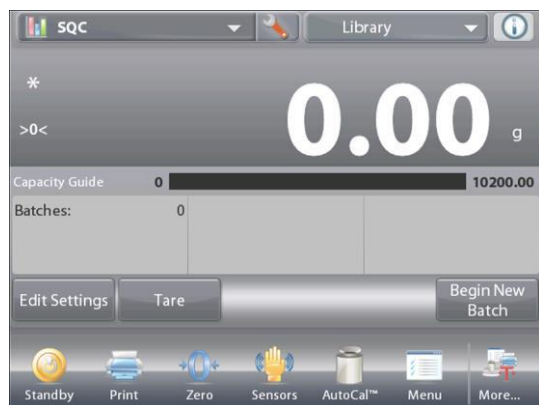 SQC
Library
*
>0<
0.00 g
Capacity Guide 0 10200.00
Batches: 0
Edit Settings
Tare
Begin New
Batch
Standby
Print
Zero
Sensors
AutoCal™
Menu
More...